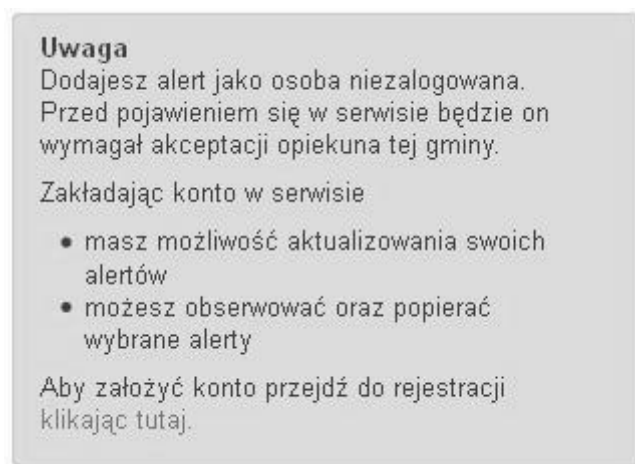 Uwaga
Dodajesz alert jako osoba niezalogowana.
Przed pojawieniem się w serwisie będzie on
wymagał akceptacji opiekuna tej gminy.
Zakładając konto w serwisie
• masz możliwość aktualizowania swoich
alertów
• możesz obserwować oraz popierać
wybrane alerty
Aby założyć konto przejdź do rejestracji
klikając tutaj.